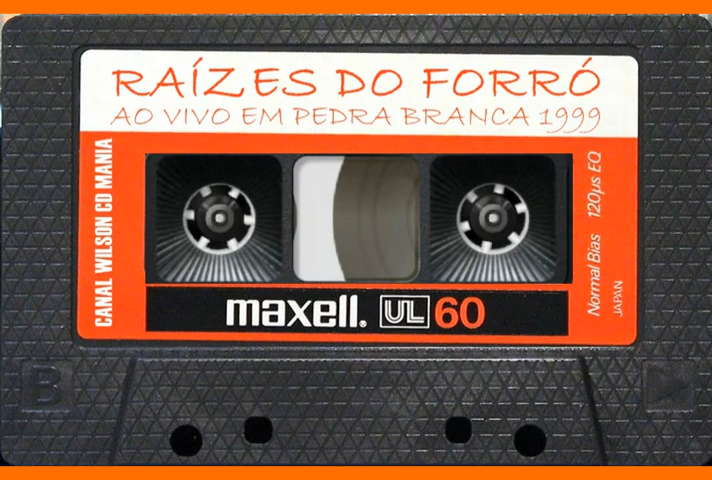 RAÍZES DO FORRÓ
AO VIVO EM PEDRA BRANCA 1999
CANAL WILSON CD MANIA
Normal Bias 120µs EQ
JAPAN
maxell® UL 60
B